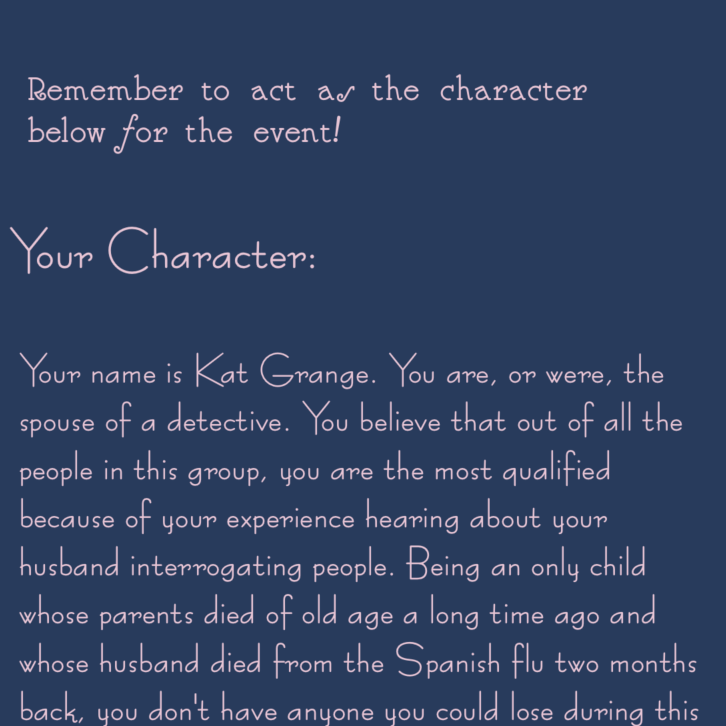 Remember to act as the character
below for the event!
Your Character:
Your name is Kat Grange. You are, or were, the
spouse of a detective. You believe that out of all the
people in this group, you are the most qualified
because of your experience hearing about your
husband interrogating people. Being an only child
whose parents died of old age a long time ago and
whose husband died from the Spanish flu two months
back, you don't have anyone you could lose during this